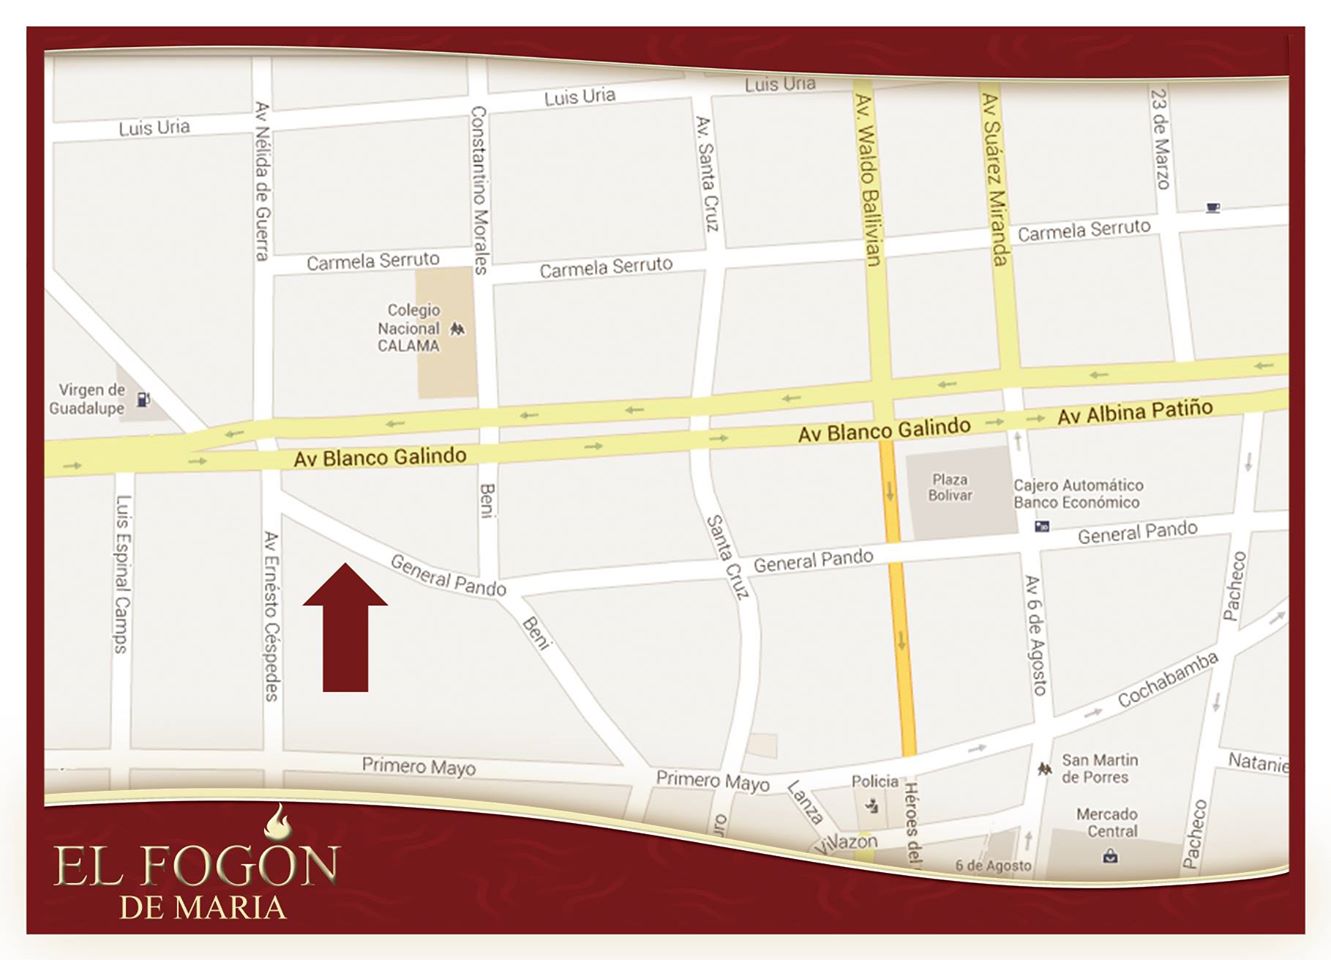 Luis Uria
Luis Uria
Luis Uria
Av Nélida de Guerra
Constantino Morales
Av. Santa Cruz
Av. Waldo Ballivian
Av Suárez Miranda
23 de Marzo
Carmela Serruto
Carmela Serruto
Carmela Serruto
Colegio
Nacional
CALAMA
Virgen de
Guadalupe
Av Blanco Galindo
Av Blanco Galindo
Av Albina Patiño
Luis Espinal Camps
Av Ernésto Céspedes
Beni
General Pando
Beni
Santa Cruz
General Pando
Plaza
Bolivar
Cajero Automático
Banco Económico
General Pando
Av 6 de Agosto
Pacheco
Cochabamba
Primero Mayo
Primero Mayo
Lanza
Villazon
Policia
Héroes del
San Martin
de Porres
Mercado
Central
6 de Agosto
Natanie
Pacheco
EL FOGÓN
DE MARIA